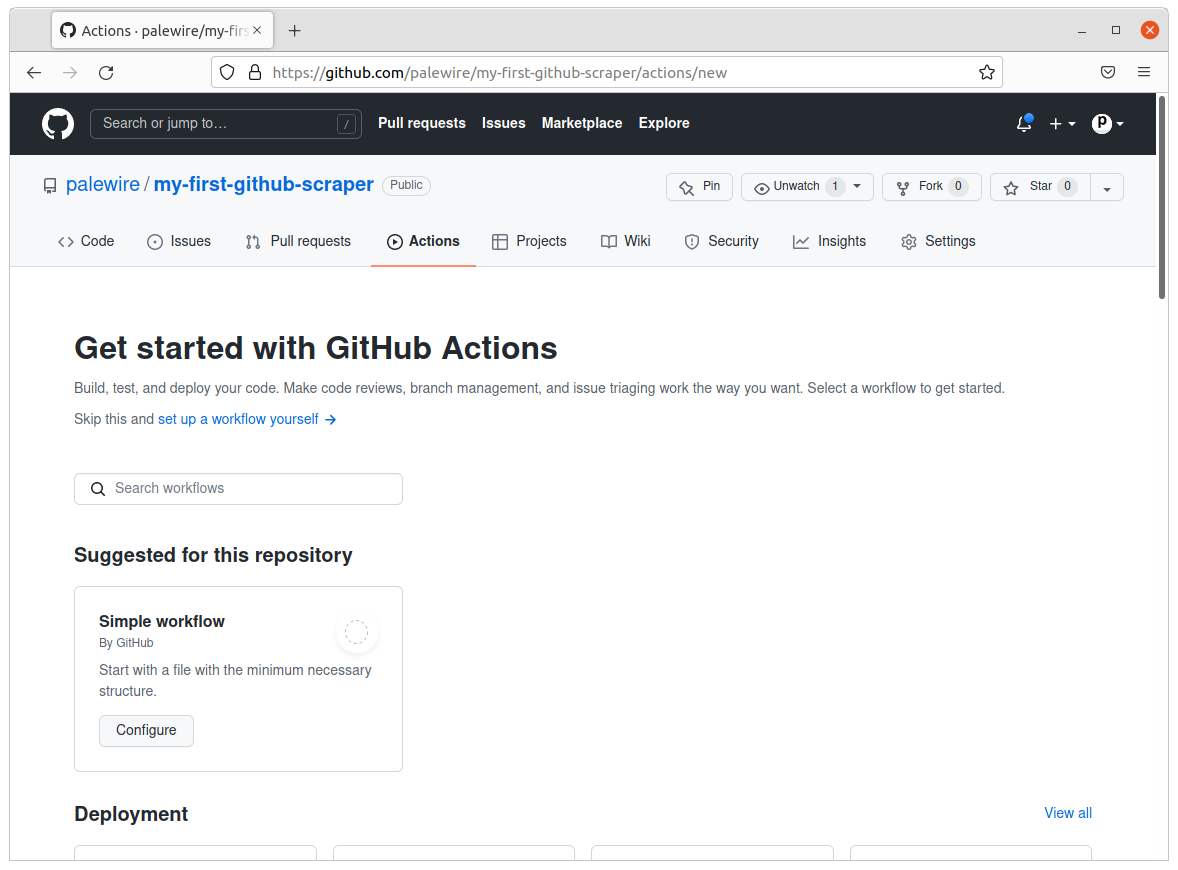 Actions · palewire/my-firs
https://github.com/palewire/my-first-github-scraper/actions/new
Search or jump to… / Pull requests Issues Marketplace Explore P
palewire / my-first-github-scraper Public Pin Unwatch 1 Fork 0 Star 0
Code Issues Pull requests Actions Projects Wiki Security Insights Settings
Get started with GitHub Actions
Build, test, and deploy your code. Make code reviews, branch management, and issue triaging work the way you want. Select a workflow to get started.
Skip this and set up a workflow yourself →
Search workflows
Suggested for this repository
Simple workflow
By GitHub
Start with a file with the minimum necessary
structure.
Configure
Deployment View all